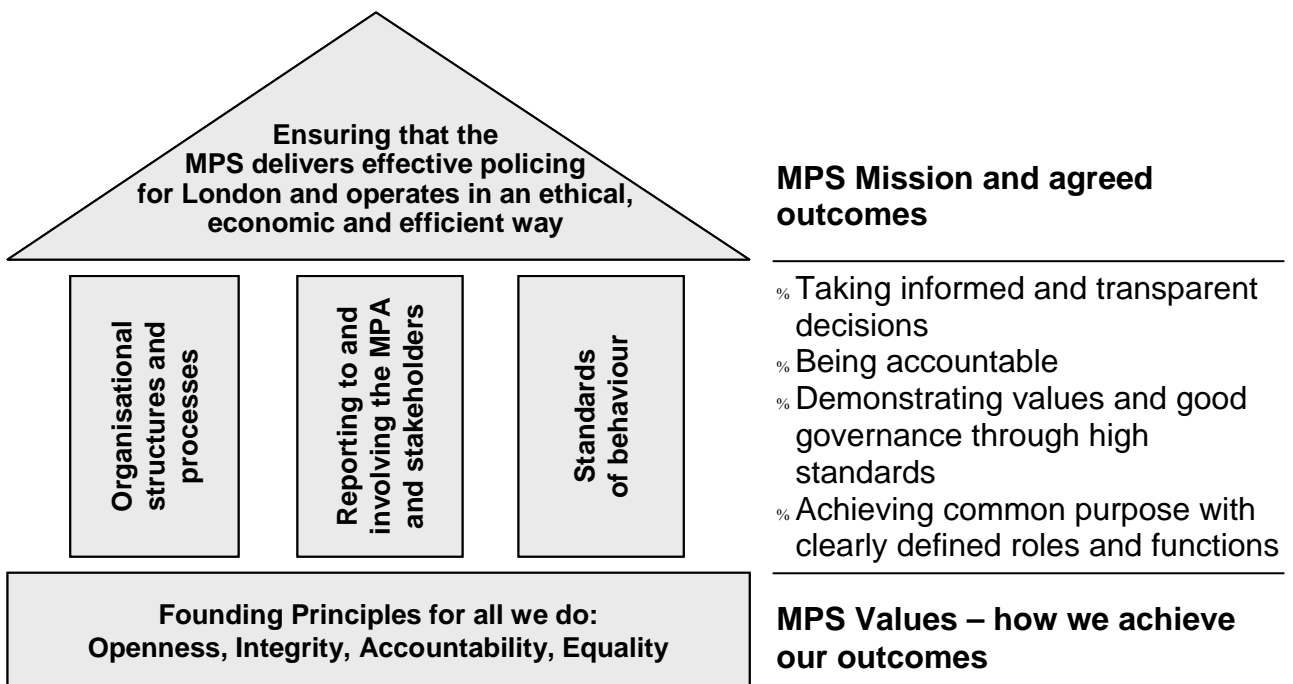 Ensuring that the
MPS delivers effective policing
for London and operates in an ethical,
economic and efficient way
MPS Mission and agreed
outcomes
Organisational
structures and
processes
Reporting to and
involving the MPA
and stakeholders
Standards
of behaviour
% Taking informed and transparent
decisions
% Being accountable
% Demonstrating values and good
governance through high
standards
% Achieving common purpose with
clearly defined roles and functions
Founding Principles for all we do:
Openness, Integrity, Accountability, Equality
MPS Values – how we achieve
our outcomes